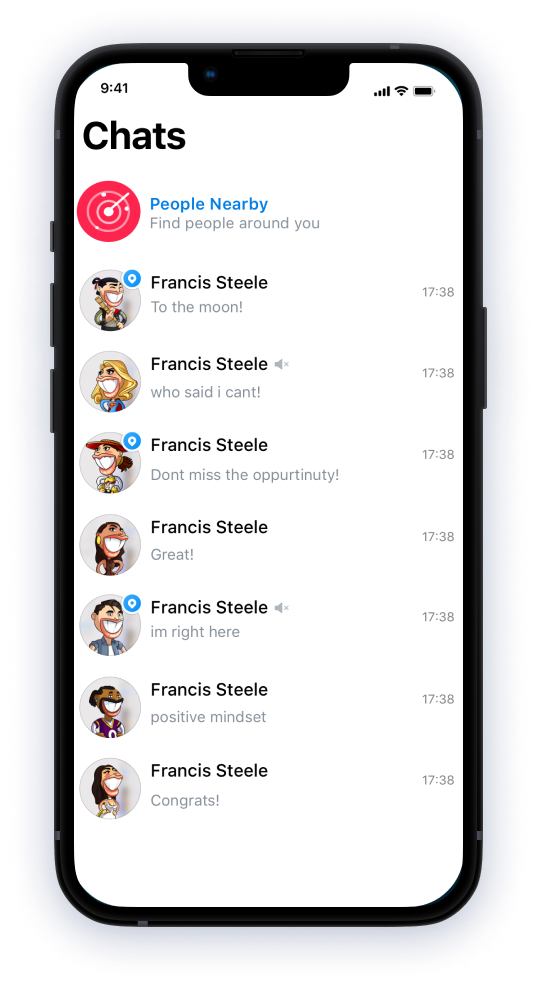 9:41
Chats
People Nearby
Find people around you
Francis Steele
17:38
To the moon!
Francis Steele
17:38
who said i cant!
Francis Steele
17:38
Dont miss the oppurtinuty!
Francis Steele
17:38
Great!
Francis Steele
17:38
im right here
Francis Steele
17:38
positive mindset
Francis Steele
17:38
Congrats!